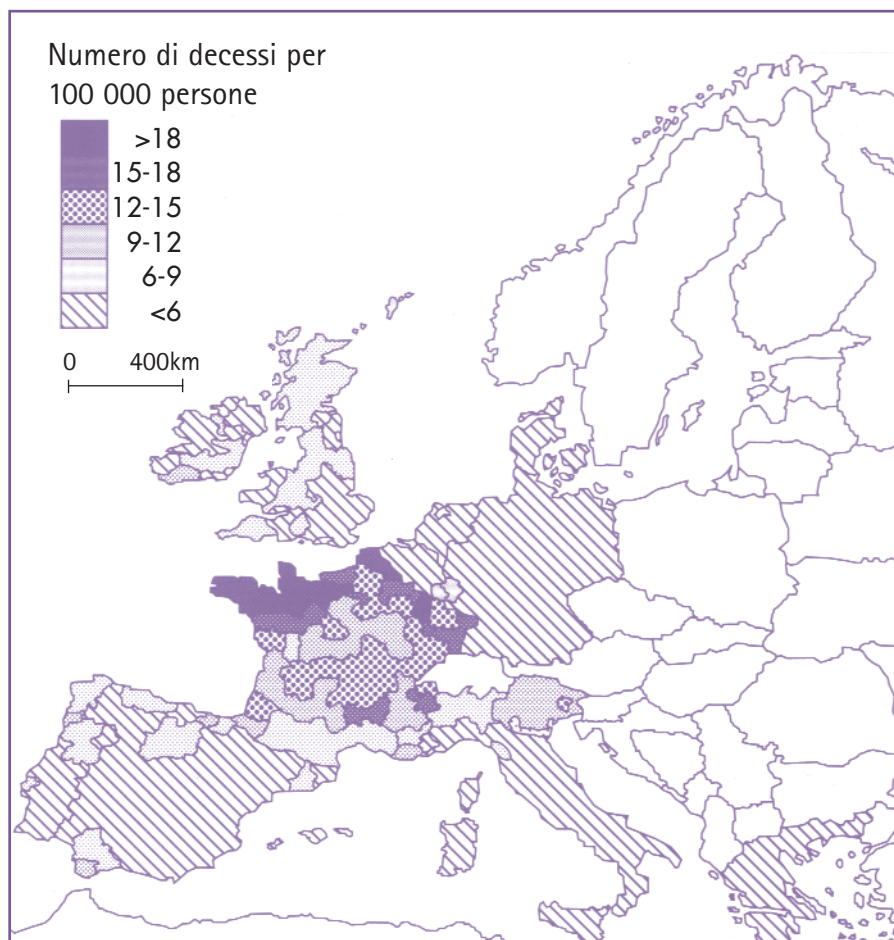 Numero di decessi per
100 000 persone
>18
15-18
12-15
9-12
6-9
<6
0 400km